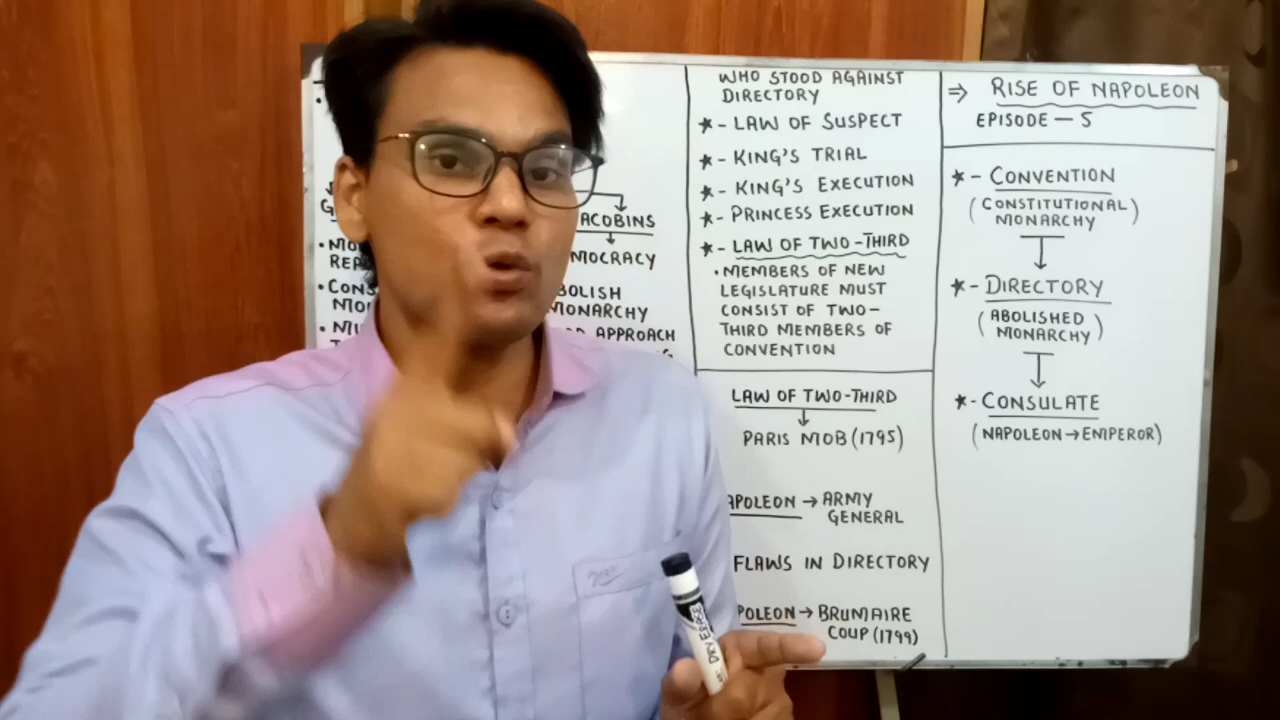 ACOBINS
MOCRACY
BOLISH
MONARCHY
APPROACH
WHO STOOD AGAINST
DIRECTORY
★- LAW OF SUSPECT
★- KING'S TRIAL
★- KING'S EXECUTION
★- PRINCESS EXECUTION
★- LAW OF TWO-THIRD
• MEMBERS OF NEW
LEGISLATURE MUST
CONSIST OF TWO-
THIRD MEMBERS OF
CONVENTION
LAW OF TWO-THIRD
↓
PARIS MOB (1795)
APOLEON → ARMY
GENERAL
FLAWS IN DIRECTORY
POLEON → BRUMAIRE
COUP (1799)
⇒ RISE OF NAPOLEON
EPISODE - 5
★- CONVENTION
(CONSTITUTIONAL
MONARCHY)
↓
★- DIRECTORY
(ABOLISHED
MONARCHY)
↓
★- CONSULATE
(NAPOLEON → EMPEROR)
DRY ERASE